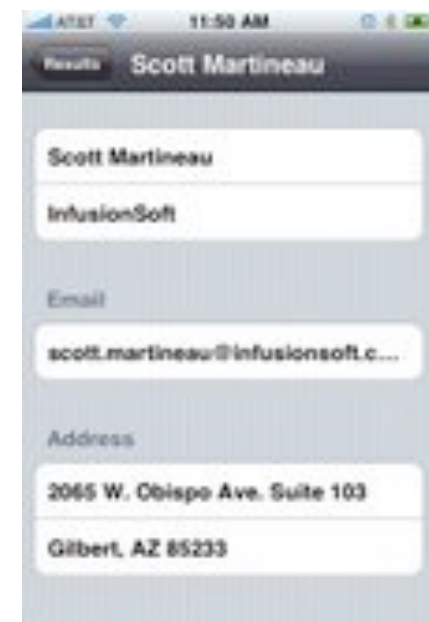 AT&T 11:50 AM
Results Scott Martineau
Scott Martineau
InfusionSoft
Email
scott.martineau@infusionsoft.c...
Address
2065 W. Obispo Ave. Suite 103
Gilbert, AZ 85233